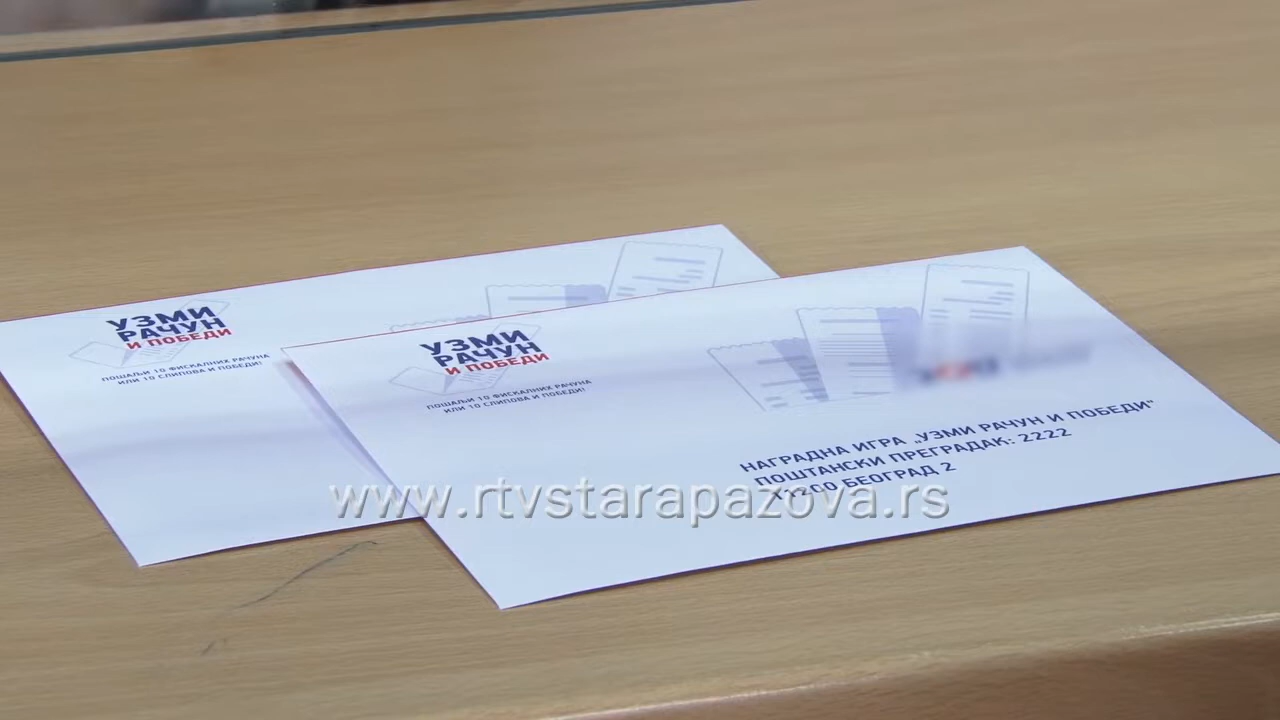 УЗМИ
РАЧУН
И ПОБЕДИ
ПОШАЉИ 10 ФИСКАЛНИХ РАЧУНА
ИЛИ 10 СЛИПОВА И ПОБЕДИ!
УЗМИ
РАЧУН
И ПОБЕДИ
ПОШАЉИ 10 ФИСКАЛНИХ РАЧУНА
ИЛИ 10 СЛИПОВА И ПОБЕДИ!
НАГРАДНА ИГРА „УЗМИ РАЧУН И ПОБЕДИ“
ПОШТАНСКИ ПРЕГРАДАК: 2222
11200 БЕОГРАД 2
www.rtvstarapazova.rs